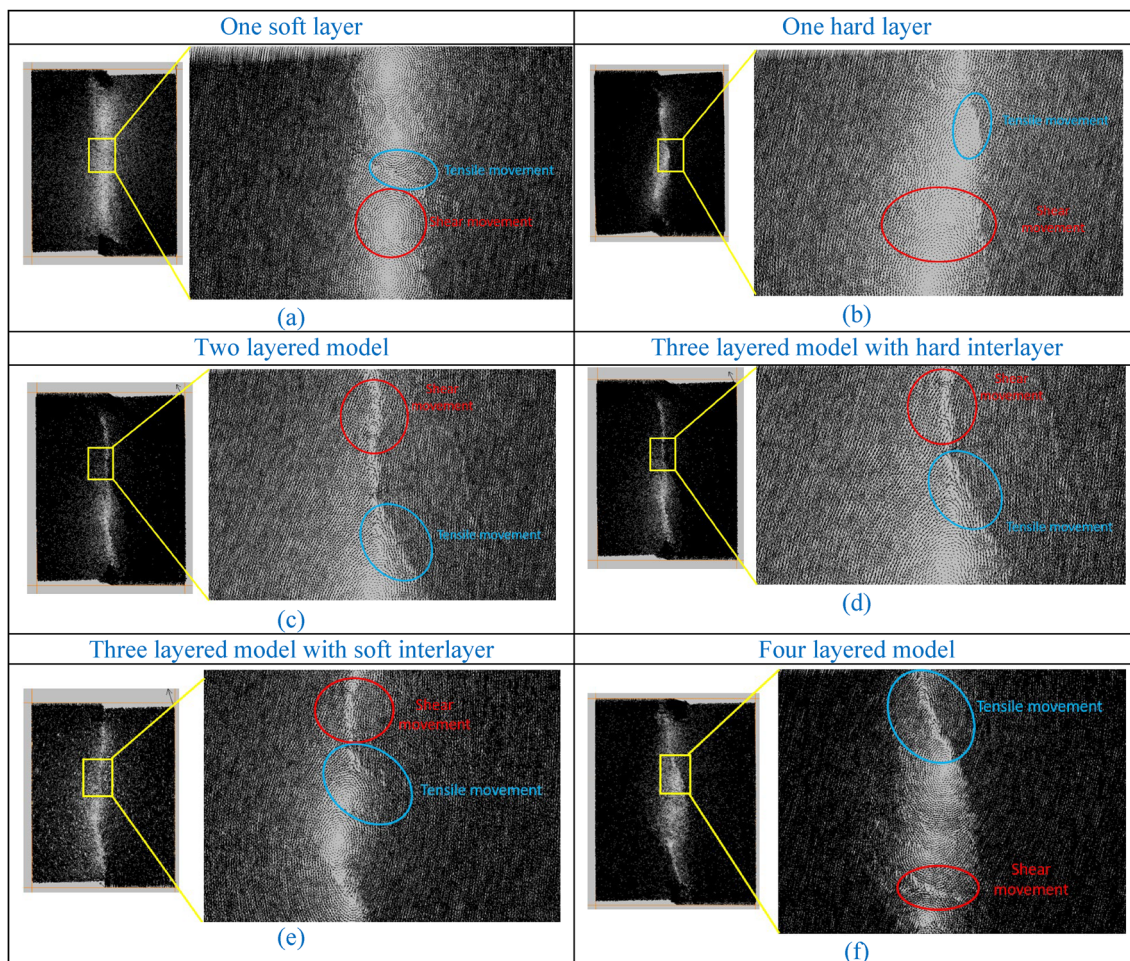 One soft layer
One hard layer
Tensile movement
Shear movement
(a)
Tensile movement
Shear
movement
(b)
Two layered model
Three layered model with hard interlayer
Shear
movement
Tensile movement
(c)
Shear
movement
Tensile movement
(d)
Three layered model with soft interlayer
Four layered model
Shear
movement
Tensile movement
(e)
Tensile movement
Shear
movement
(f)